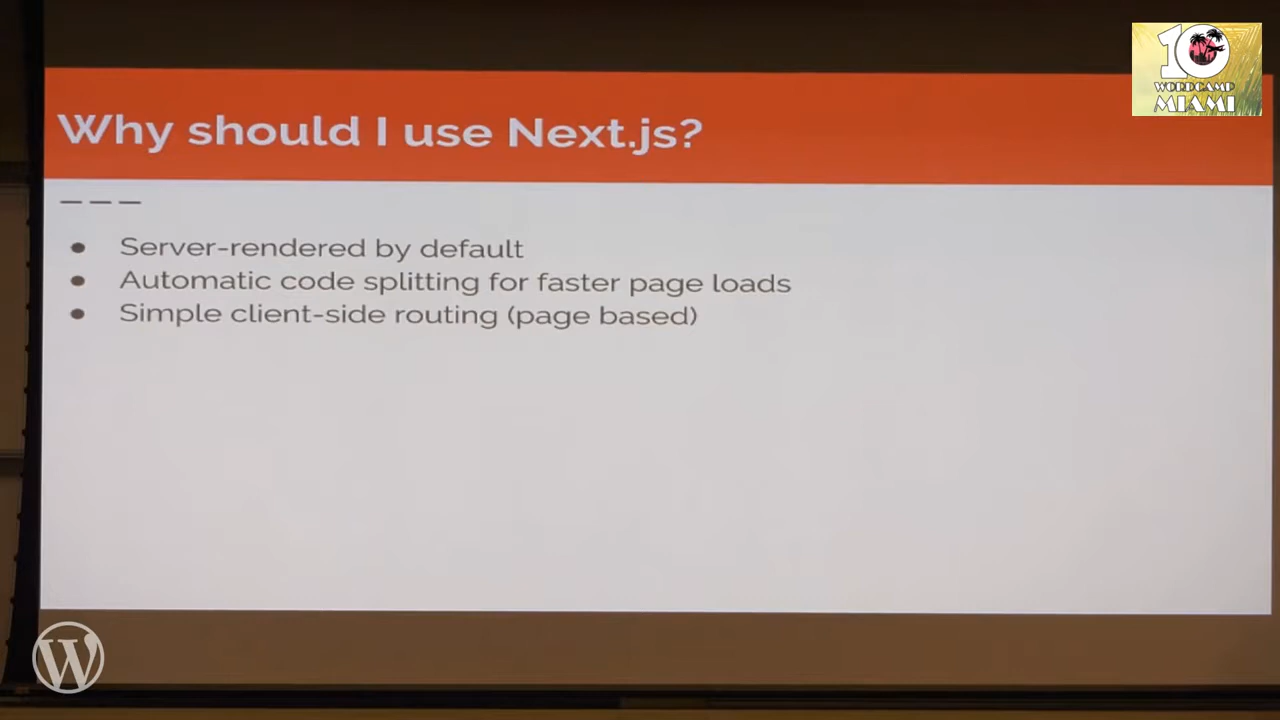 10
WORDCAMP
MIAMI
Why should I use Next.js?
● Server-rendered by default
● Automatic code splitting for faster page loads
● Simple client-side routing (page based)
W